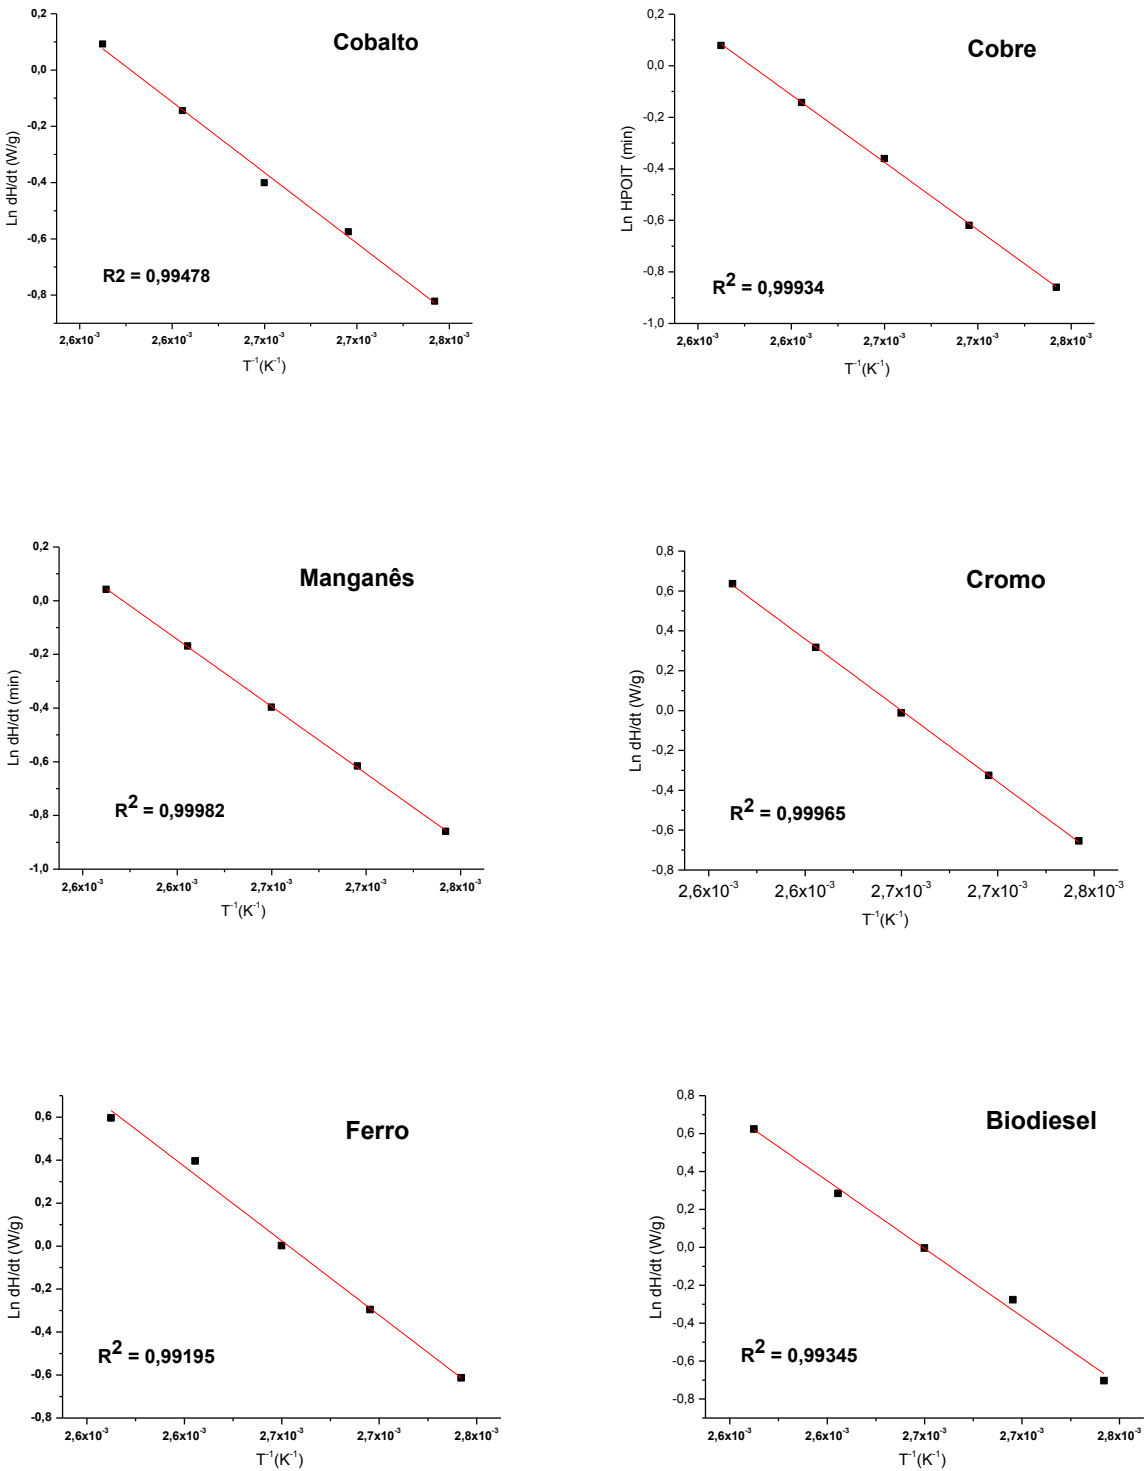 Cobalto
Ln dH/dt (W/g)
0,2
0,0
-0,2
-0,4
-0,6
-0,8
R2 = 0,99478
2,6x10⁻³ 2,6x10⁻³ 2,7x10⁻³ 2,7x10⁻³ 2,8x10⁻³
T⁻¹(K⁻¹)
Cobre
Ln HPOIT (min)
0,2
0,0
-0,2
-0,4
-0,6
-0,8
-1,0
R² = 0,99934
2,6x10⁻³ 2,6x10⁻³ 2,7x10⁻³ 2,7x10⁻³ 2,8x10⁻³
T⁻¹(K⁻¹)
Manganês
Ln dH/dt (min)
0,2
0,0
-0,2
-0,4
-0,6
-0,8
-1,0
R² = 0,99982
2,6x10⁻³ 2,6x10⁻³ 2,7x10⁻³ 2,7x10⁻³ 2,8x10⁻³
T⁻¹(K⁻¹)
Cromo
Ln dH/dt (W/g)
0,8
0,6
0,4
0,2
0,0
-0,2
-0,4
-0,6
-0,8
R² = 0,99965
2,6x10⁻³ 2,6x10⁻³ 2,7x10⁻³ 2,7x10⁻³ 2,8x10⁻³
T⁻¹(K⁻¹)
Ferro
Ln dH/dt (W/g)
0,6
0,4
0,2
0,0
-0,2
-0,4
-0,6
-0,8
R² = 0,99195
2,6x10⁻³ 2,6x10⁻³ 2,7x10⁻³ 2,7x10⁻³ 2,8x10⁻³
T⁻¹(K⁻¹)
Biodiesel
Ln dH/dt (W/g)
0,8
0,6
0,4
0,2
0,0
-0,2
-0,4
-0,6
-0,8
R² = 0,99345
2,6x10⁻³ 2,6x10⁻³ 2,7x10⁻³ 2,7x10⁻³ 2,8x10⁻³
T⁻¹(K⁻¹)